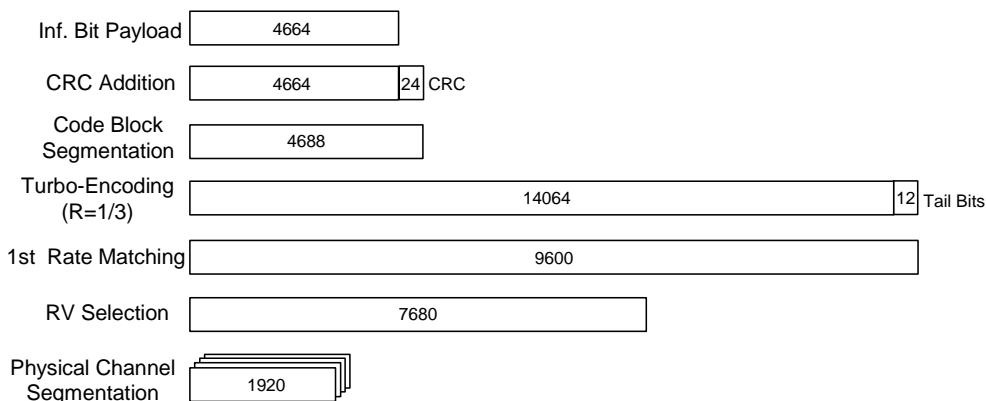 Inf. Bit Payload 4664
CRC Addition 4664 24 CRC
Code Block
Segmentation 4688
Turbo-Encoding
(R=1/3) 14064 12 Tail Bits
1st Rate Matching 9600
RV Selection 7680
Physical Channel
Segmentation 1920